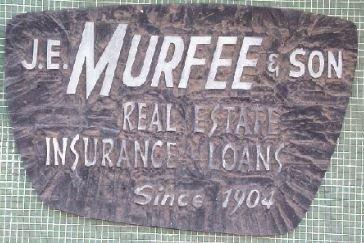 J.E. MURFEE & SON
REAL ESTATE
INSURANCE LOANS
Since 1904